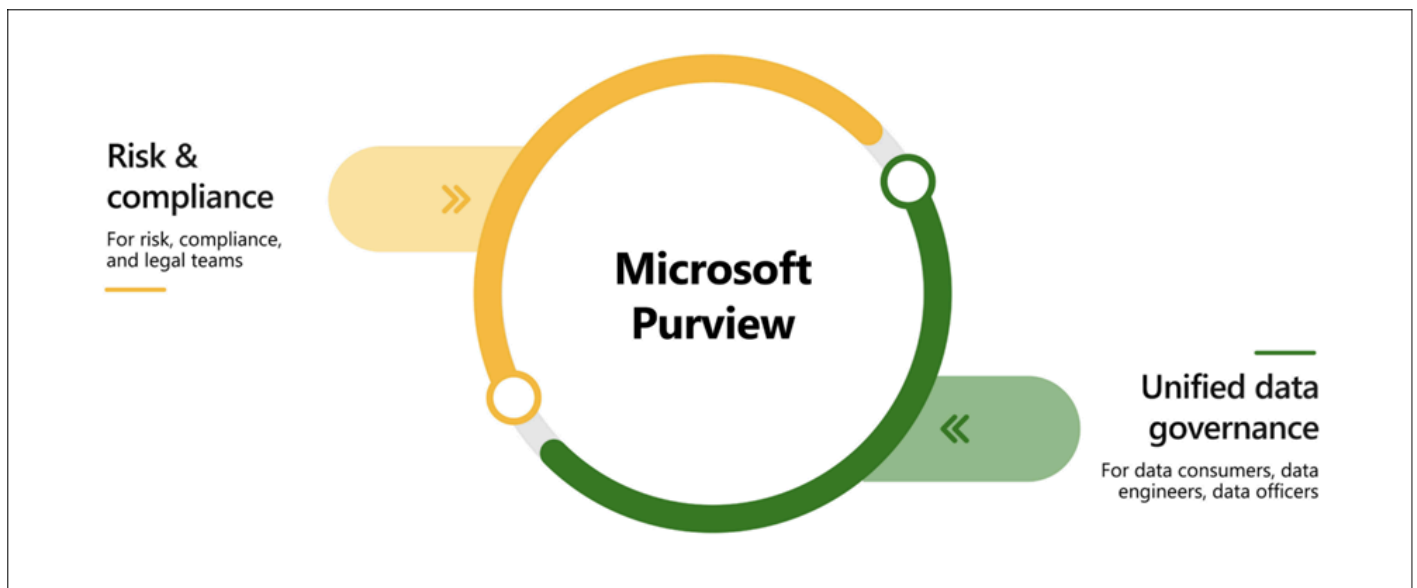 Risk &
compliance
For risk, compliance,
and legal teams
Microsoft
Purview
Unified data
governance
For data consumers, data
engineers, data officers